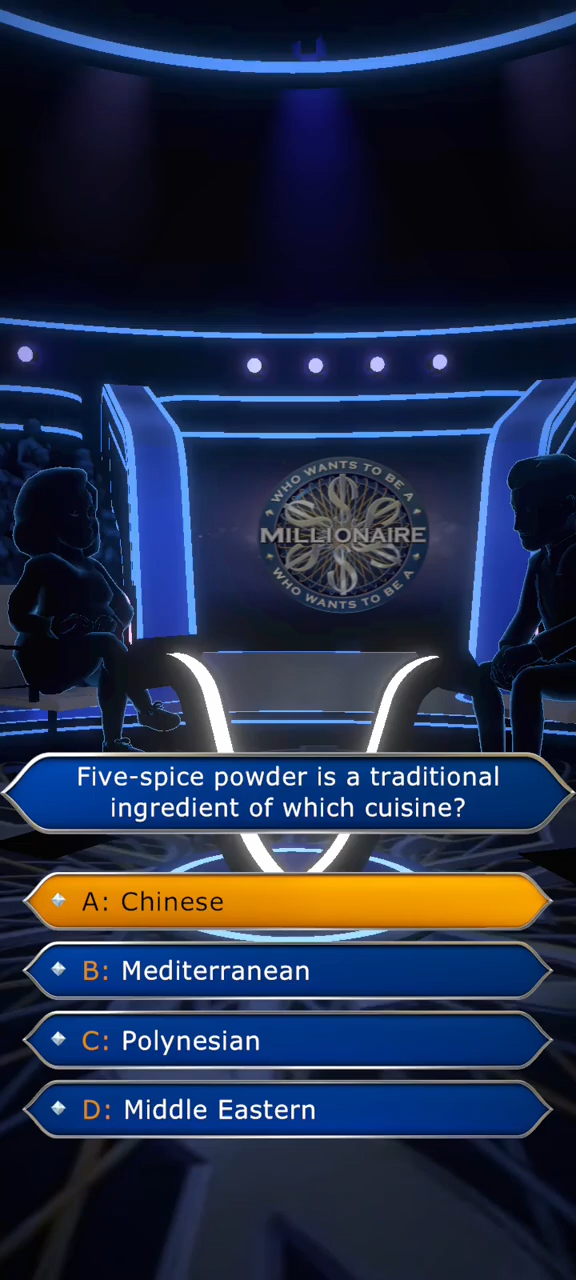 WHO WANTS TO BE A
MILLIONAIRE
WHO WANTS TO BE A
Five-spice powder is a traditional
ingredient of which cuisine?
A: Chinese
B: Mediterranean
C: Polynesian
D: Middle Eastern